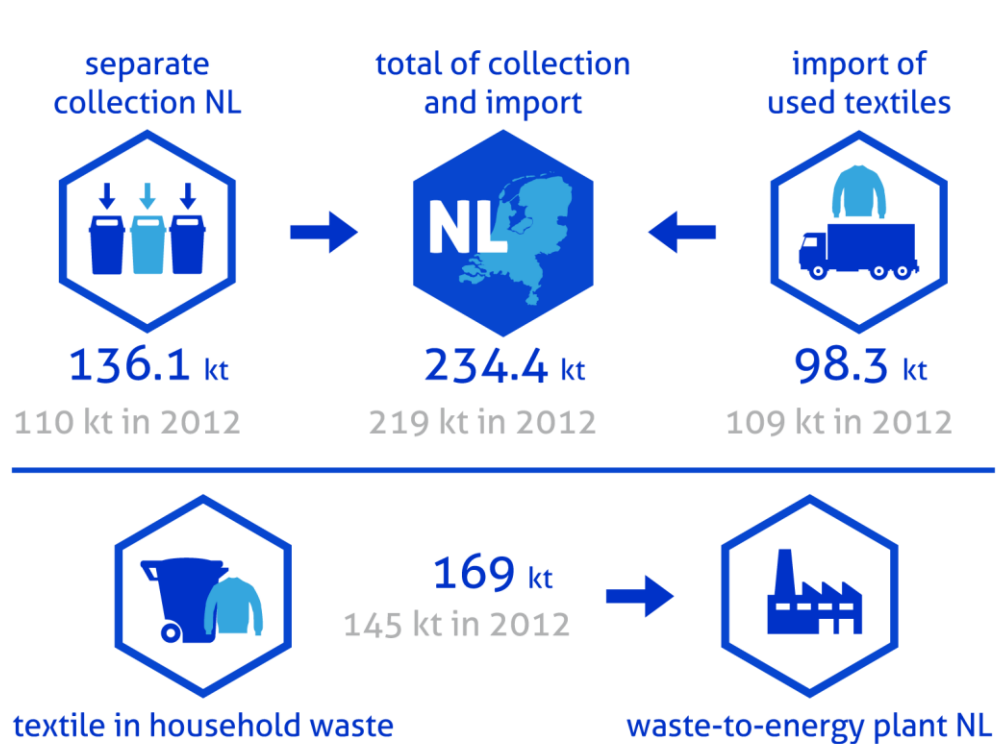 separate
collection NL
total of collection
and import
import of
used textiles
NL
136.1 kt
234.4 kt
98.3 kt
110 kt in 2012
219 kt in 2012
109 kt in 2012
169 kt
145 kt in 2012
textile in household waste
waste-to-energy plant NL